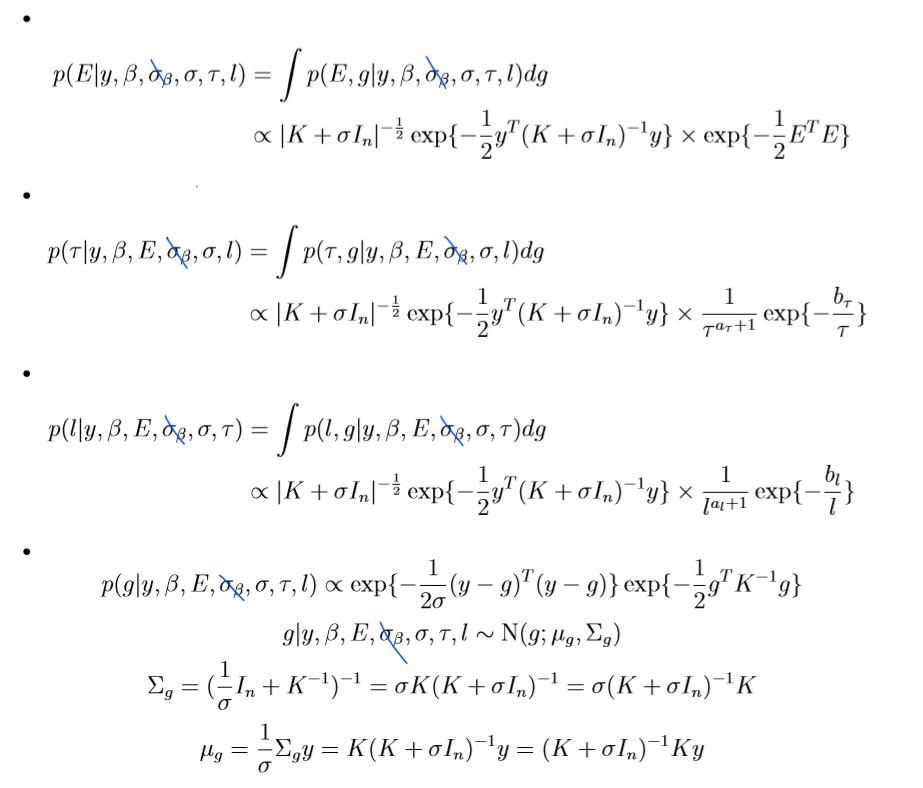 •
p(E|y, β, σ_β, σ, τ, l) = ∫ p(E, g|y, β, σ_β, σ, τ, l)dg
∝ |K + σI_n|^{-1/2} exp{−1/2 y^T(K + σI_n)^{−1}y} × exp{−1/2 E^T E}
•
p(τ|y, β, E, σ_β, σ, l) = ∫ p(τ, g|y, β, E, σ_β, σ, l)dg
∝ |K + σI_n|^{-1/2} exp{−1/2 y^T(K + σI_n)^{−1}y} × 1/τ^{a_τ+1} exp{−b_τ/τ}
•
p(l|y, β, E, σ_β, σ, τ) = ∫ p(l, g|y, β, E, σ_β, σ, τ)dg
∝ |K + σI_n|^{-1/2} exp{−1/2 y^T(K + σI_n)^{−1}y} × 1/l^{a_l+1} exp{−b_l/l}
•
p(g|y, β, E, σ_β, σ, τ, l) ∝ exp{−1/2σ (y − g)^T(y − g)} exp{−1/2 g^T K^{−1}g}
g|y, β, E, σ_β, σ, τ, l ∼ N(g; μ_g, Σ_g)
Σ_g = (1/σ I_n + K^{−1})^{−1} = σK(K + σI_n)^{−1} = σ(K + σI_n)^{−1}K
μ_g = 1/σ Σ_g y = K(K + σI_n)^{−1}y = (K + σI_n)^{−1}Ky